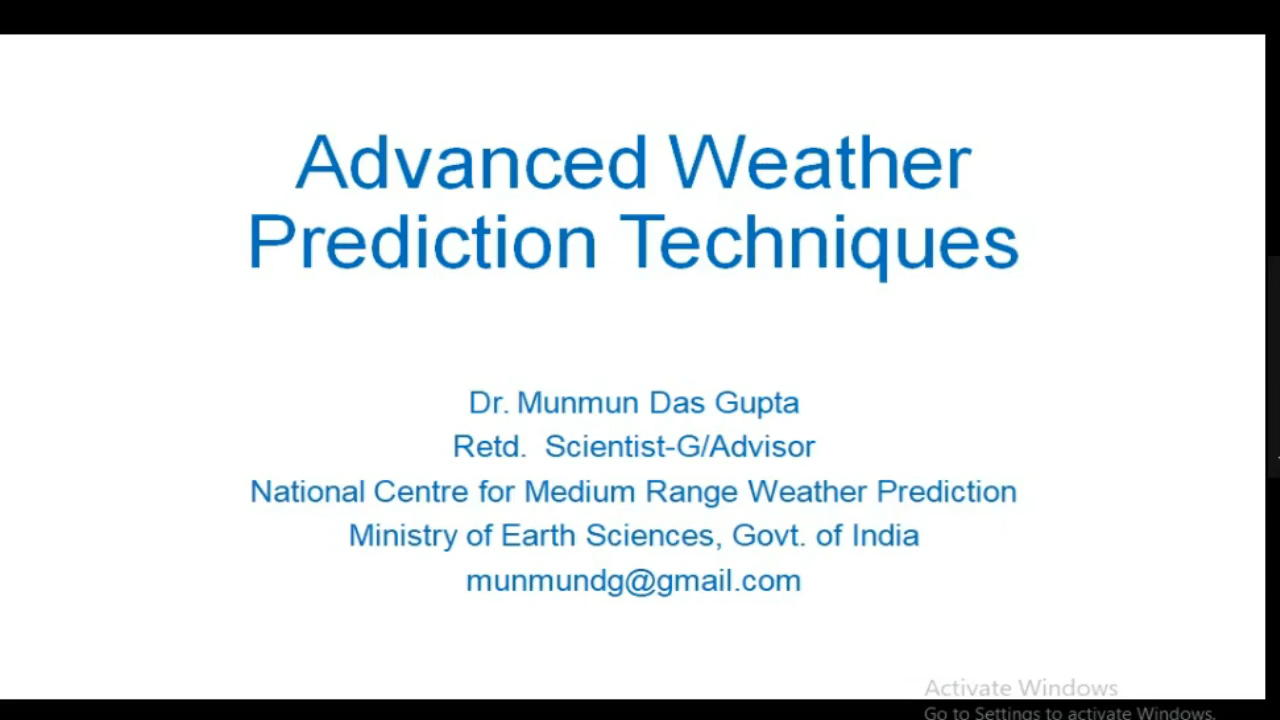 Advanced Weather
Prediction Techniques
Dr. Munmun Das Gupta
Retd. Scientist-G/Advisor
National Centre for Medium Range Weather Prediction
Ministry of Earth Sciences, Govt. of India
munmundg@gmail.com
Activate Windows
Go to Settings to activate Windows.